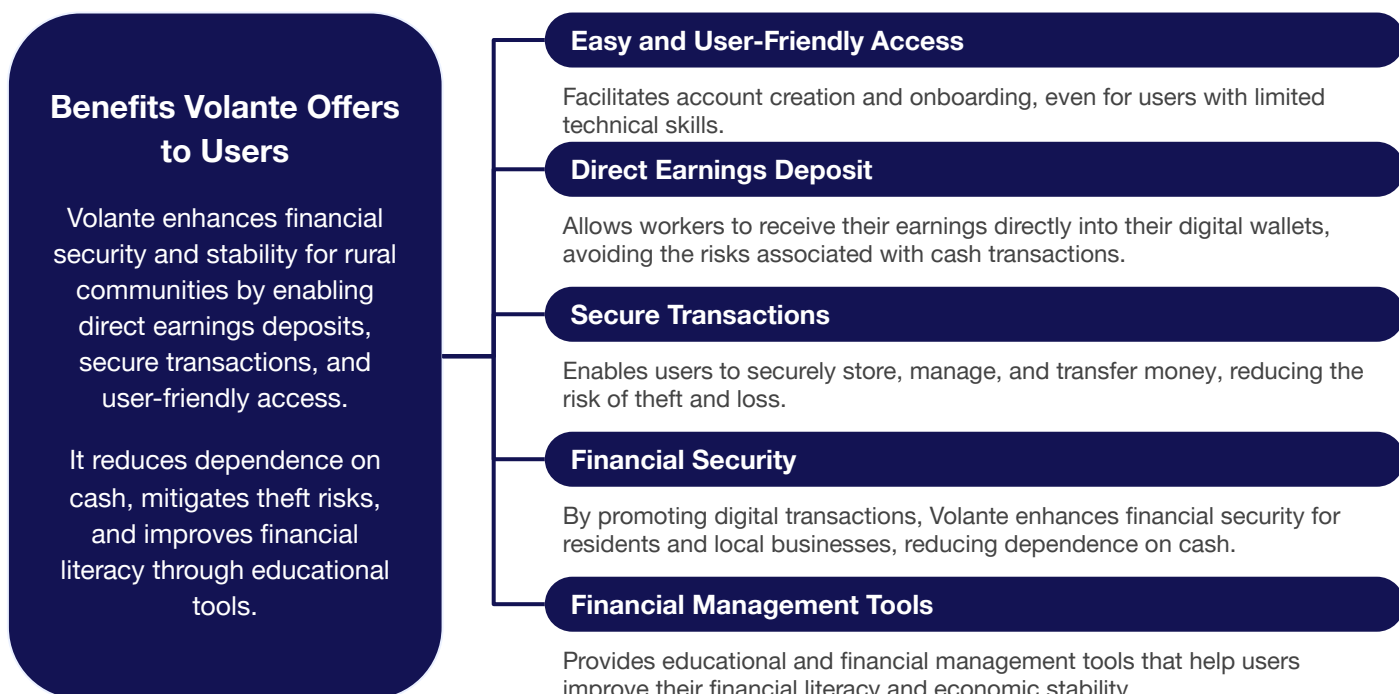 Benefits Volante Offers
to Users
Volante enhances financial
security and stability for rural
communities by enabling
direct earnings deposits,
secure transactions, and
user-friendly access.
It reduces dependence on
cash, mitigates theft risks,
and improves financial
literacy through educational
tools.
Easy and User-Friendly Access
Facilitates account creation and onboarding, even for users with limited
technical skills.
Direct Earnings Deposit
Allows workers to receive their earnings directly into their digital wallets,
avoiding the risks associated with cash transactions.
Secure Transactions
Enables users to securely store, manage, and transfer money, reducing the
risk of theft and loss.
Financial Security
By promoting digital transactions, Volante enhances financial security for
residents and local businesses, reducing dependence on cash.
Financial Management Tools
Provides educational and financial management tools that help users
improve their financial literacy and economic stability